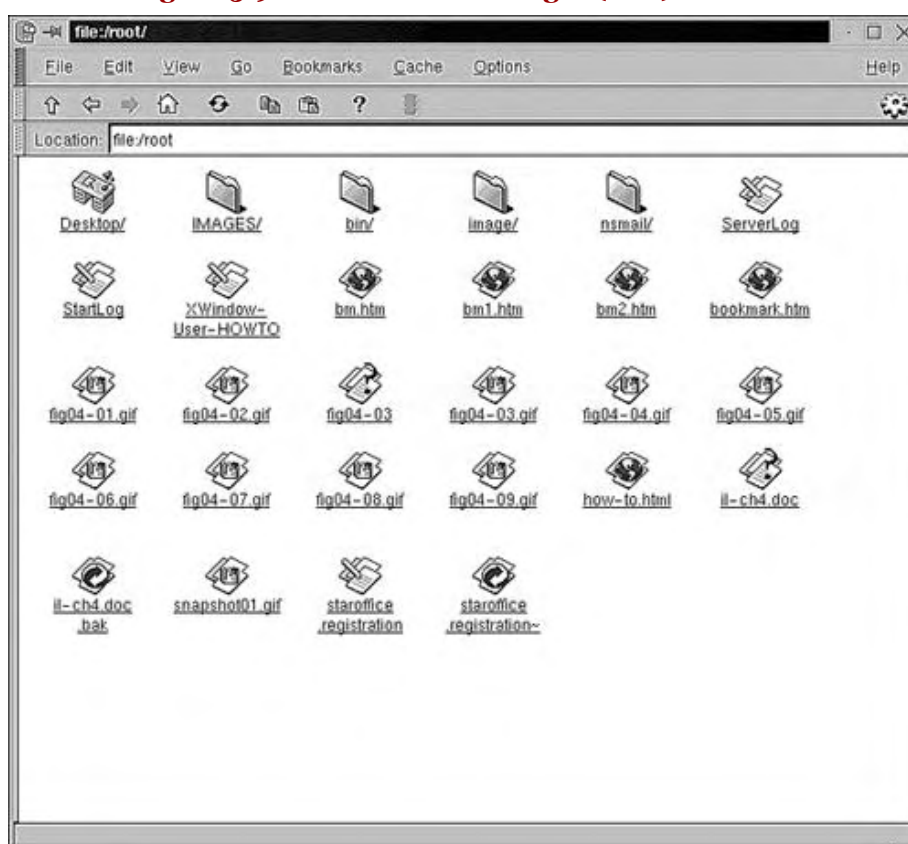 file:/root/
File Edit View Go Bookmarks Cache Options Help
?
Location: file:/root
Desktop/ IMAGES/ bin/ image/ nsmail/ ServerLog
StartLog XWindow-User-HOWTO bm.htm bm1.htm bm2.htm bookmark.htm
fig04-01.gif fig04-02.gif fig04-03 fig04-03.gif fig04-04.gif fig04-05.gif
fig04-06.gif fig04-07.gif fig04-08.gif fig04-09.gif how-to.html il-ch4.doc
il-ch4.doc.bak snapshot01.gif staroffice.registration staroffice.registration~